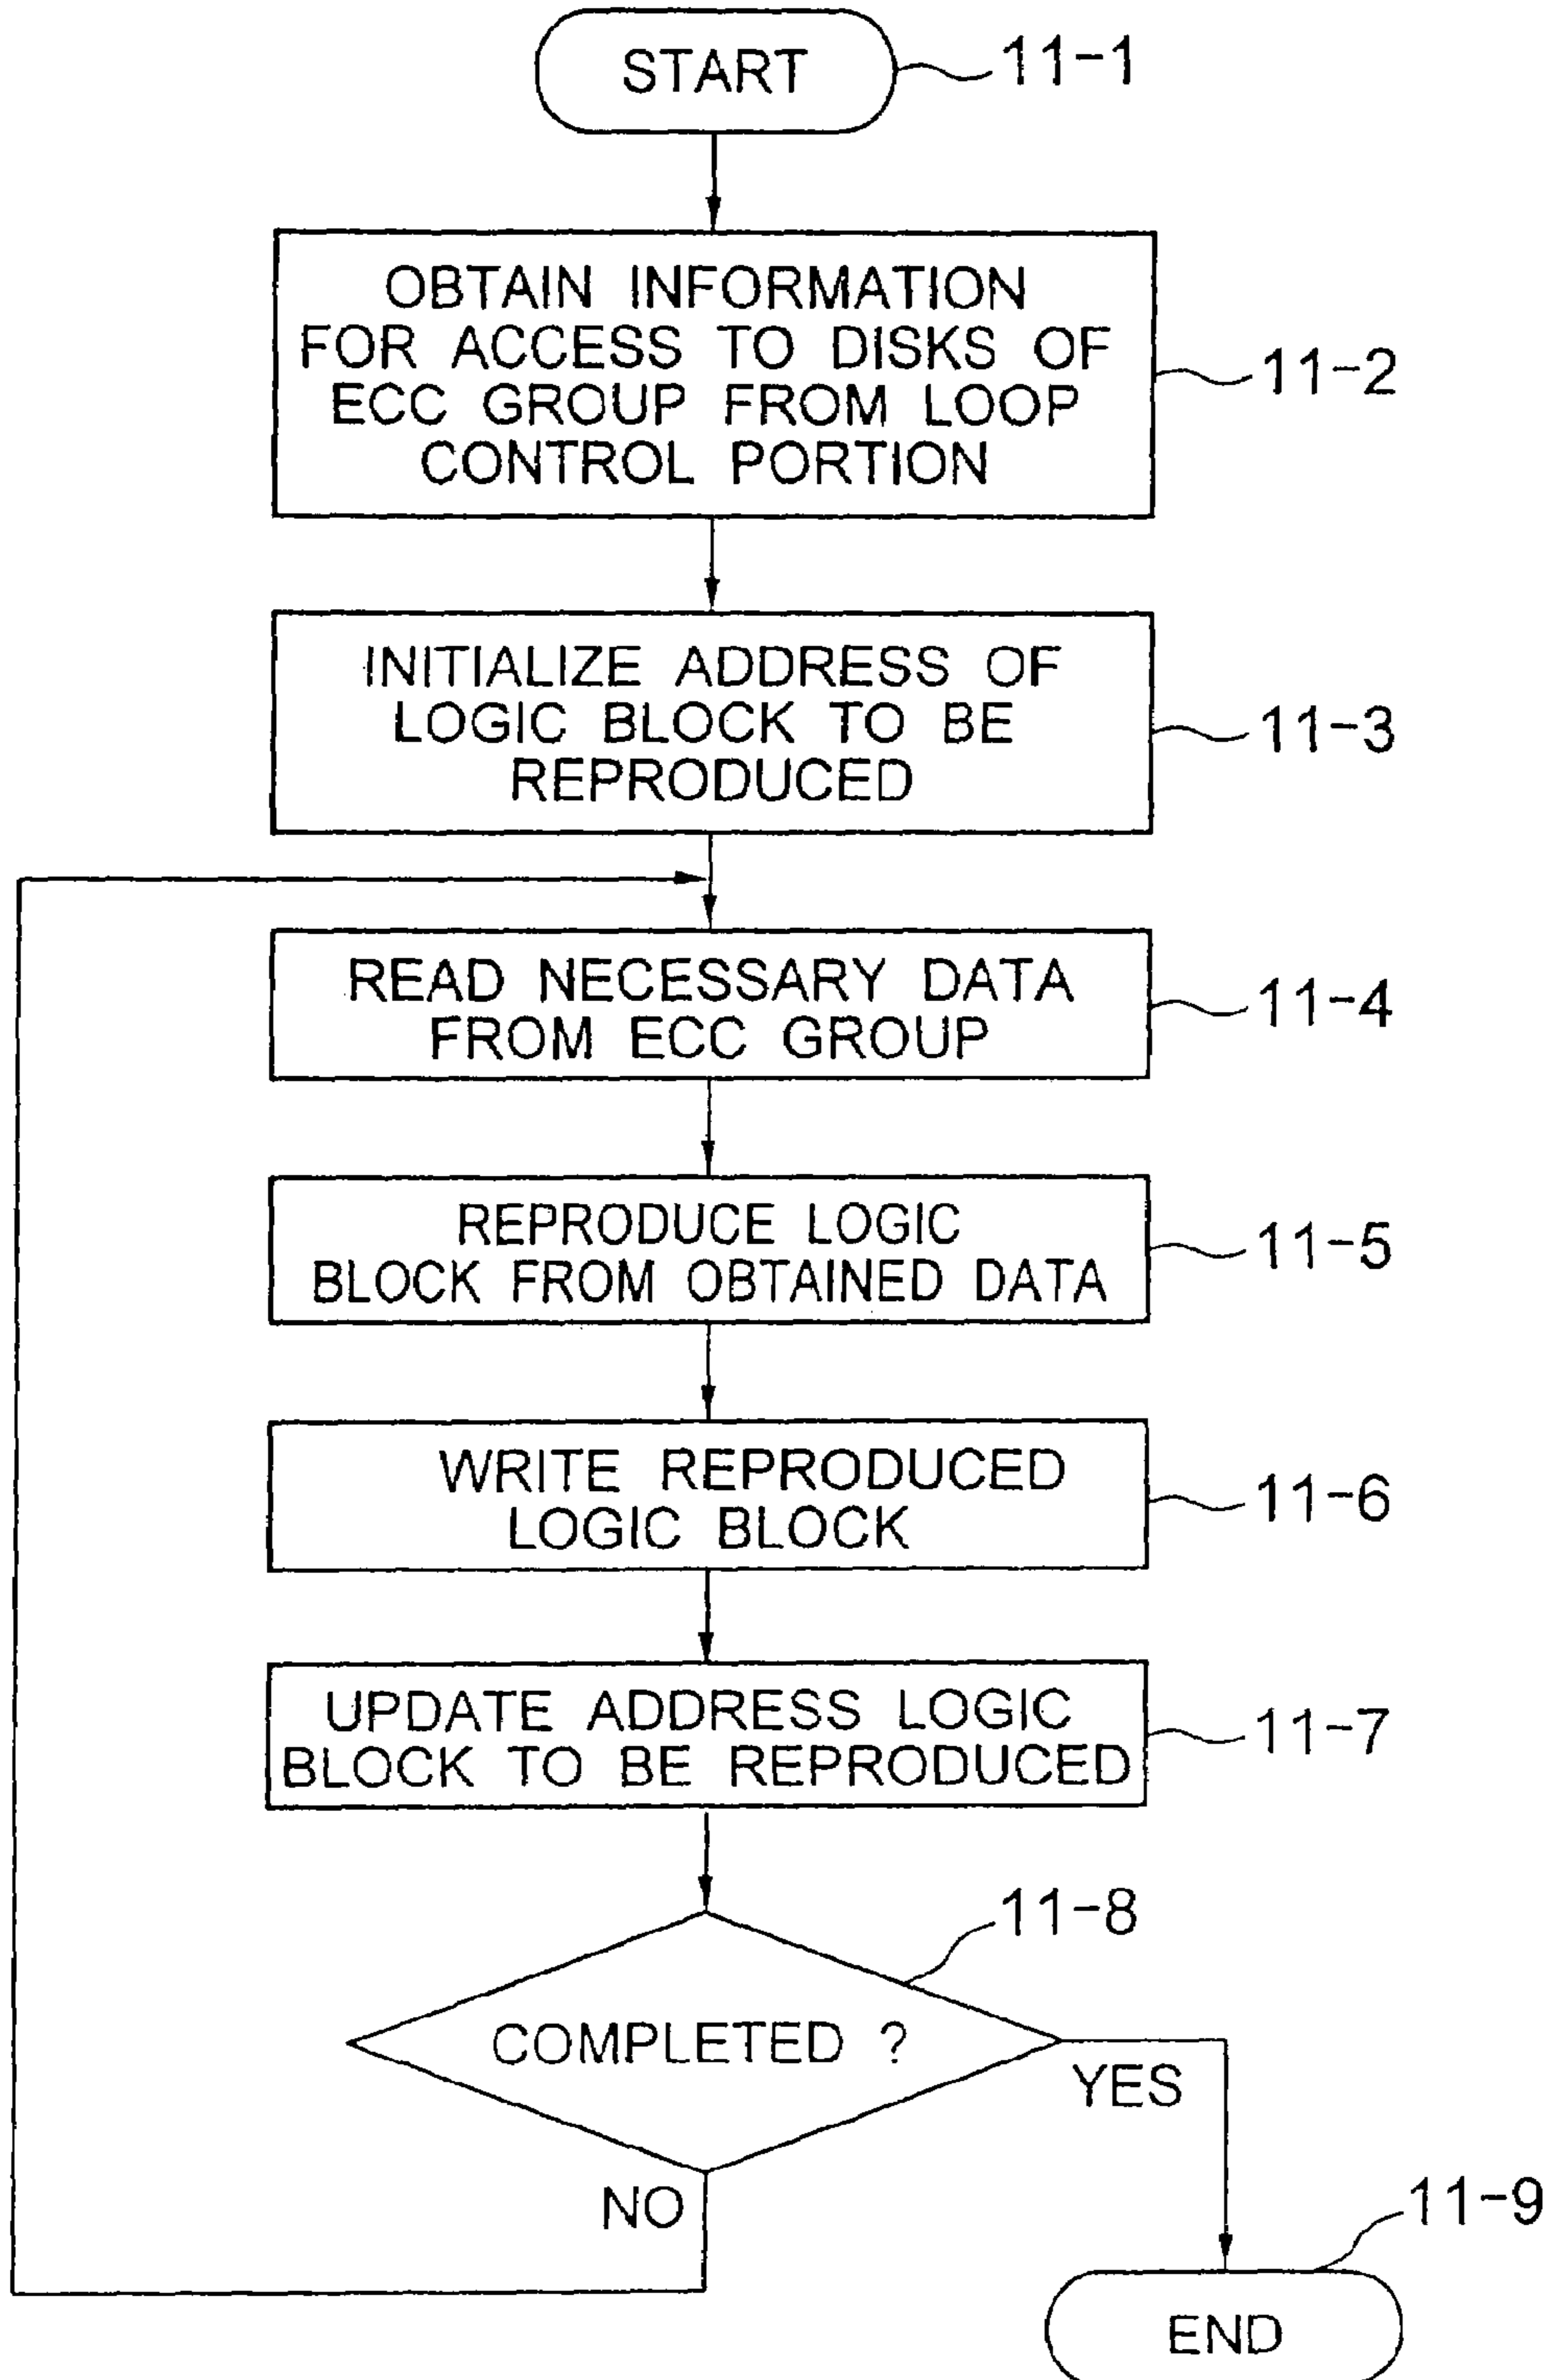 START
11-1
OBTAIN INFORMATION
FOR ACCESS TO DISKS OF
ECC GROUP FROM LOOP
CONTROL PORTION
11-2
INITIALIZE ADDRESS OF
LOGIC BLOCK TO BE
REPRODUCED
11-3
READ NECESSARY DATA
FROM ECC GROUP
11-4
REPRODUCE LOGIC
BLOCK FROM OBTAINED DATA
11-5
WRITE REPRODUCED
LOGIC BLOCK
11-6
UPDATE ADDRESS LOGIC
BLOCK TO BE REPRODUCED
11-7
11-8
COMPLETED ?
YES
NO
11-9
END